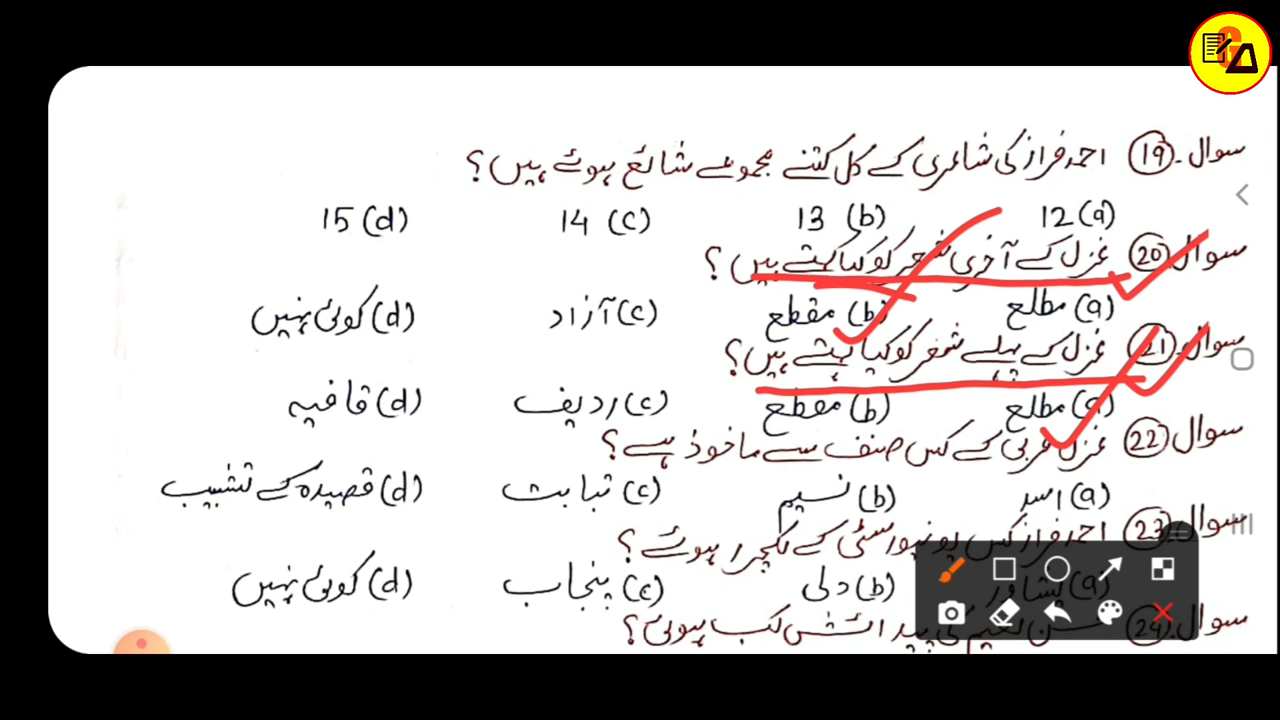 سوال۔ 19 احمد فراز کی شاعری کے کل کتنے مجموعے شائع ہوئے ہیں؟
12 (a) 13 (b) 14 (c) 15 (d)
سوال 20 غزل کے آخری شعر کو کیا کہتے ہیں؟
(a) مطلع (b) مقطع (c) آزاد (d) کوئی نہیں
سوال۔ 21 غزل کے پہلے شعر کو کیا کہتے ہیں؟
(a) مطلع (b) مقطع (c) ردیف (d) قافیہ
سوال 22 غزل عربی کے کس صنف سے ماخوذ ہے؟
(a) اسد (b) نسیم (c) ثبابت (d) قصیدہ کے تشبیب
سوال 23 احمد فراز کس یونیورسٹی کے لکچرر ہوئے؟
(a) پشاور (b) دلی (c) پنجاب (d) کوئی نہیں
سوال 24 کی پیدائش کب ہوئی؟